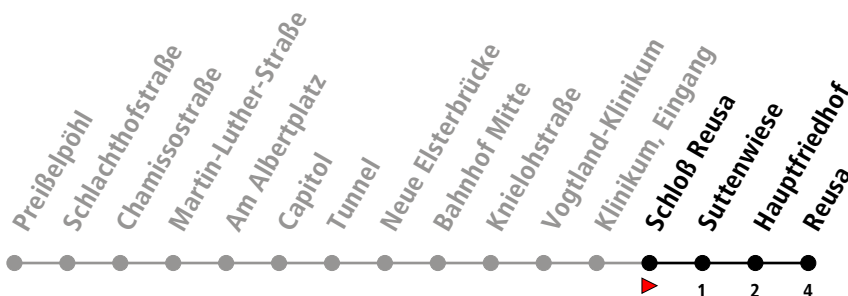 Preißelpöhl
Schlachthofstraße
Chamissostraße
Martin-Luther-Straße
Am Albertplatz
Capitol
Tunnel
Neue Elsterbrücke
Bahnhof Mitte
Knielohstraße
Vogtland-Klinikum
Klinikum, Eingang
Schloß Reusa
Suttenwiese
Hauptfriedhof
Reusa
1 2 4